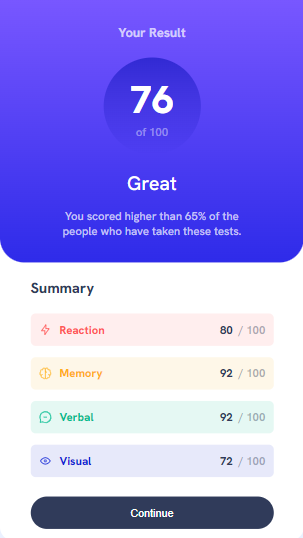 Your Result
76
of 100
Great
You scored higher than 65% of the
people who have taken these tests.
Summary
Reaction 80 / 100
Memory 92 / 100
Verbal 92 / 100
Visual 72 / 100
Continue